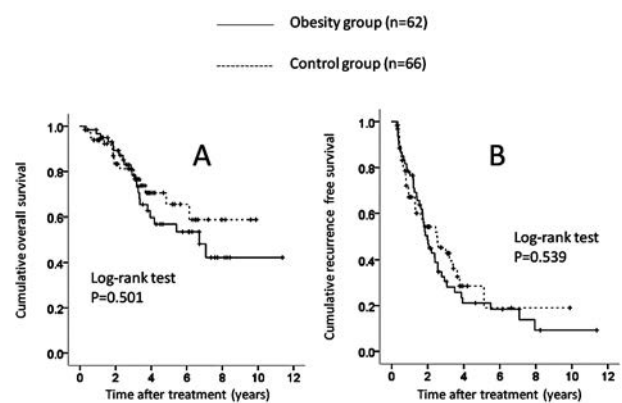 Obesity group (n=62)
Control group (n=66)
A
B
Cumulative overall survival
1.0
0.8
0.6
0.4
0.2
0.0
Log-rank test
P=0.501
0 2 4 6 8 10 12
Time after treatment (years)
Cumulative recurrence free survival
1.0
0.8
0.6
0.4
0.2
0.0
Log-rank test
P=0.539
0 2 4 6 8 10 12
Time after treatment (years)